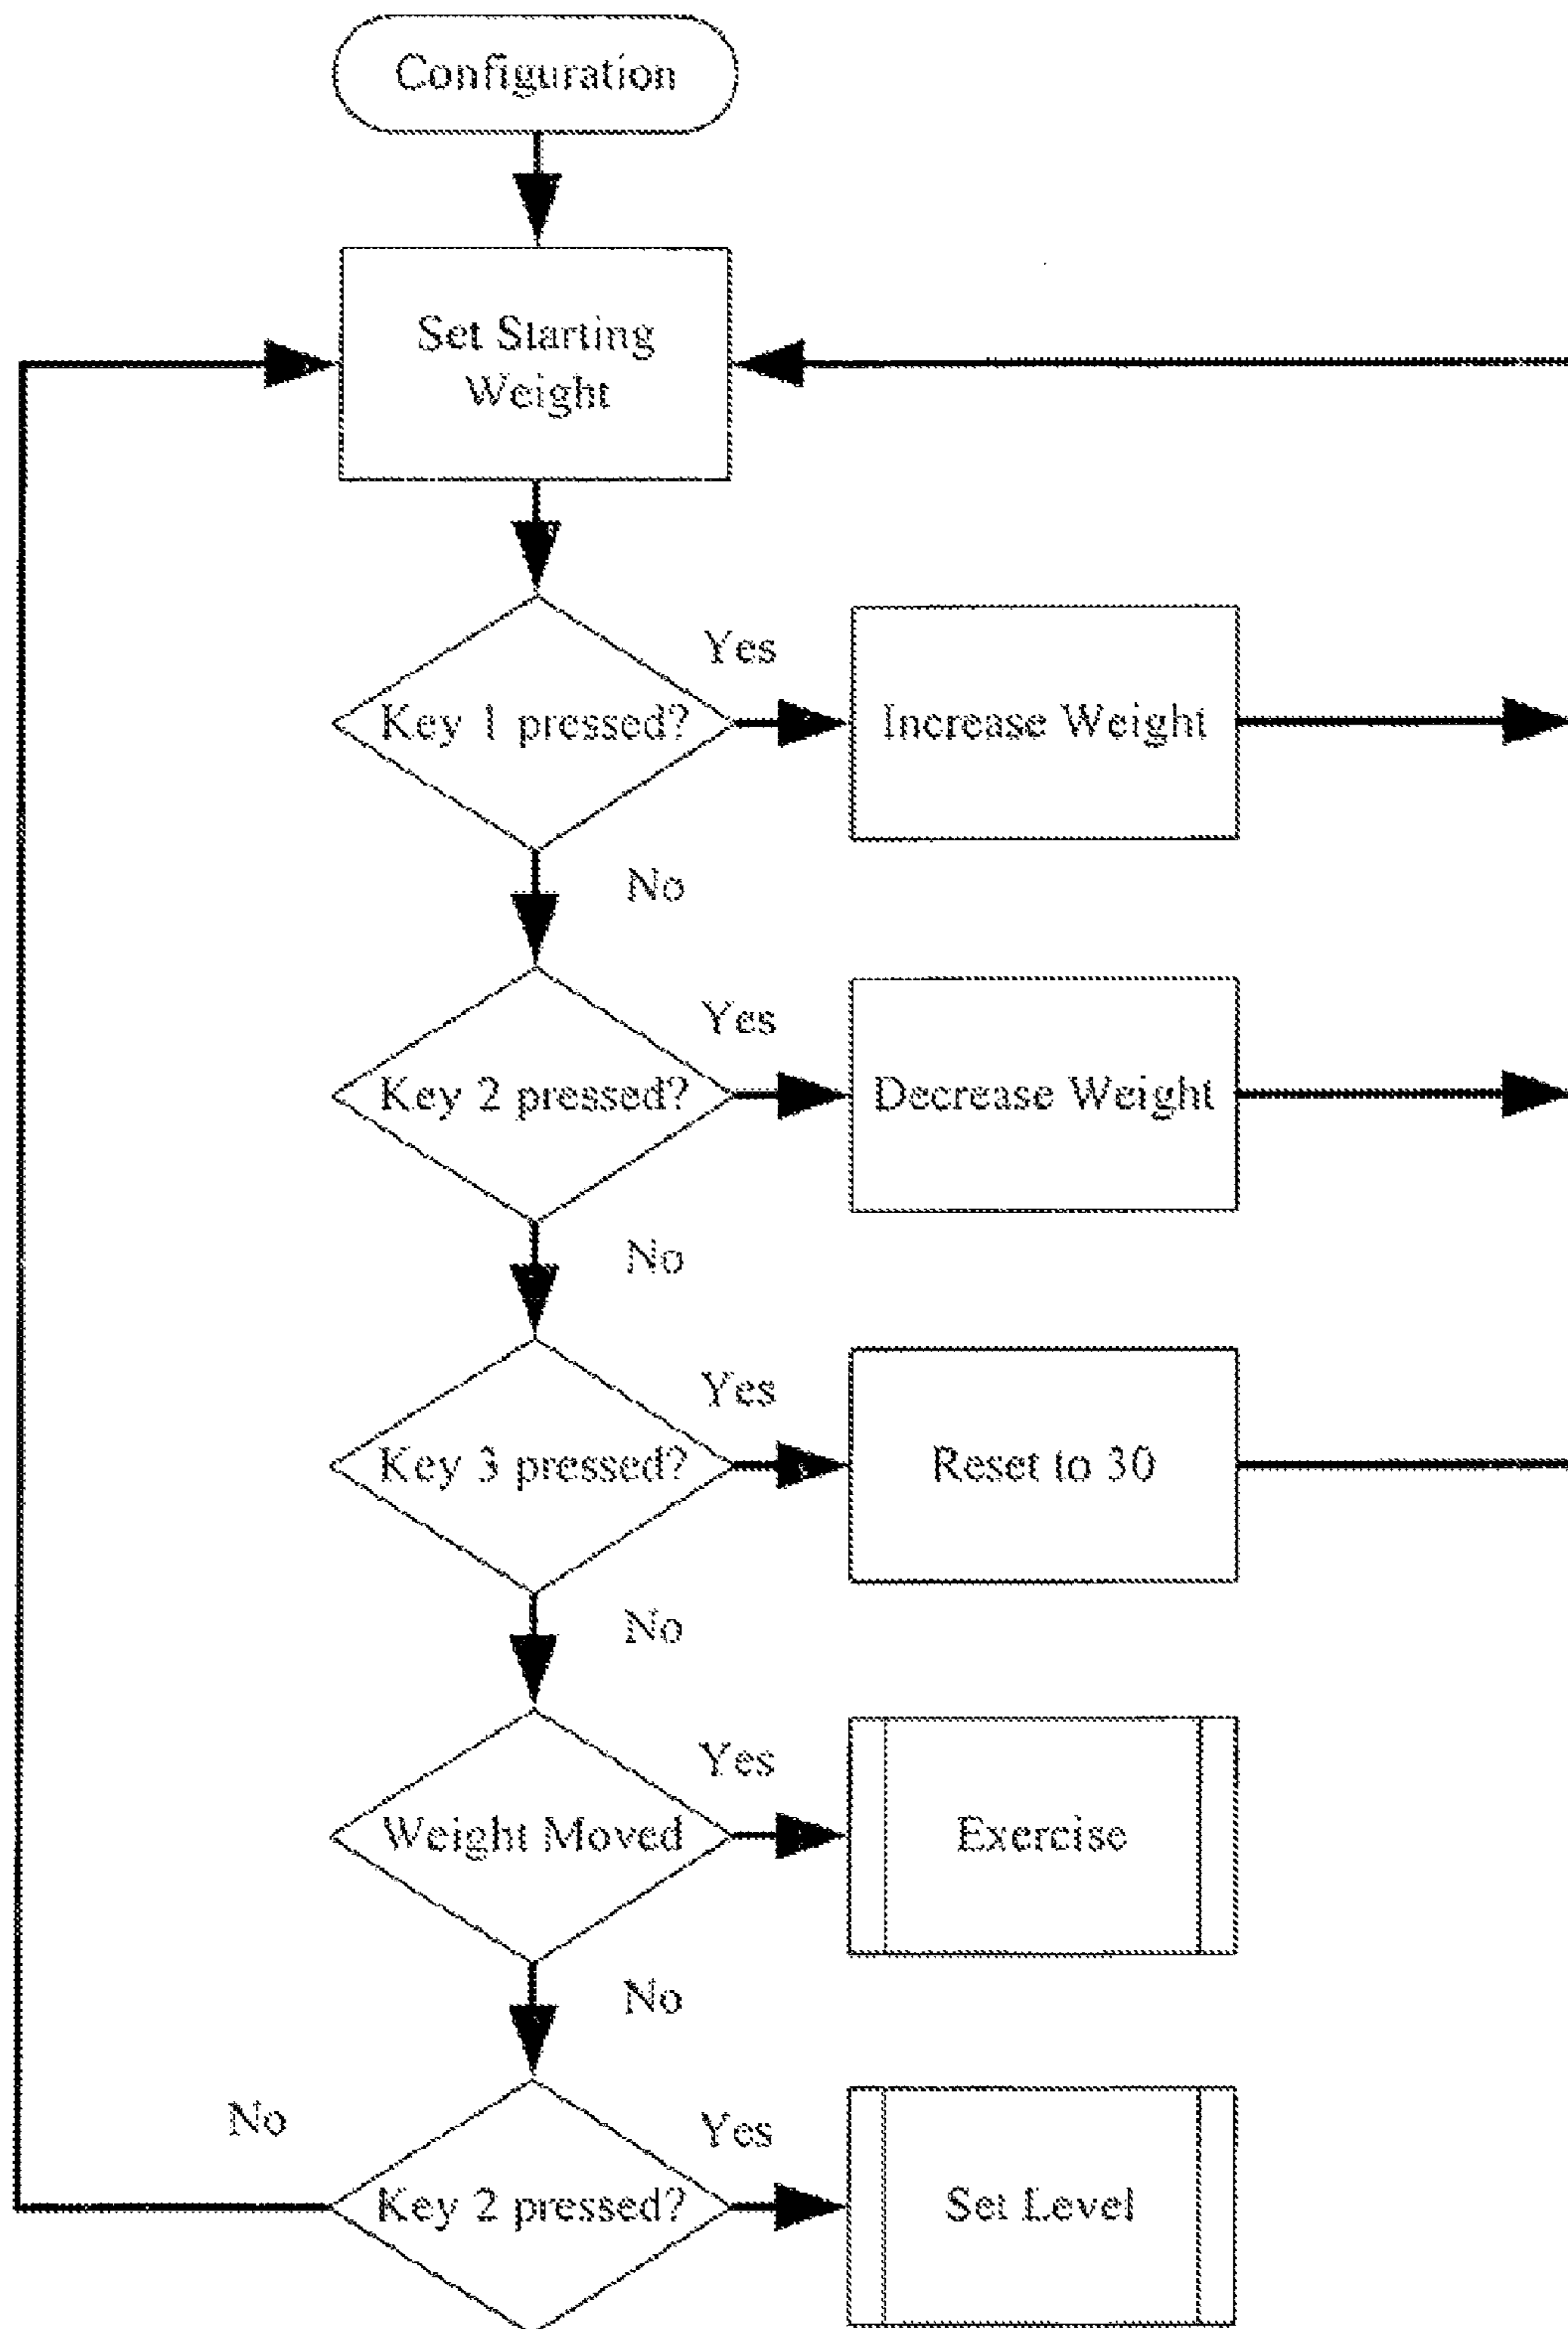 Configuration
Set Starting
Weight
Yes
Key 1 pressed?
Increase Weight
No
Yes
Key 2 pressed?
Decrease Weight
No
Yes
Key 3 pressed?
Reset to 30
No
Yes
Weight Moved
Exercise
No
No
Yes
Key 2 pressed?
Set Level